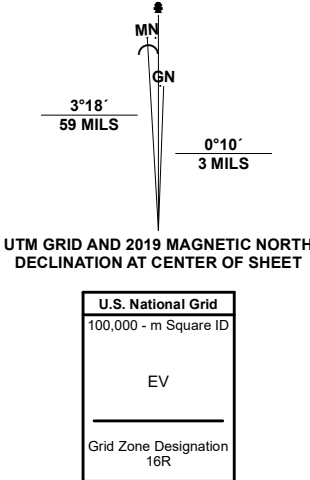 MN
GN
3°18´
59 MILS
0°10´
3 MILS
UTM GRID AND 2019 MAGNETIC NORTH
DECLINATION AT CENTER OF SHEET
U.S. National Grid
100,000 - m Square ID
EV
Grid Zone Designation
16R